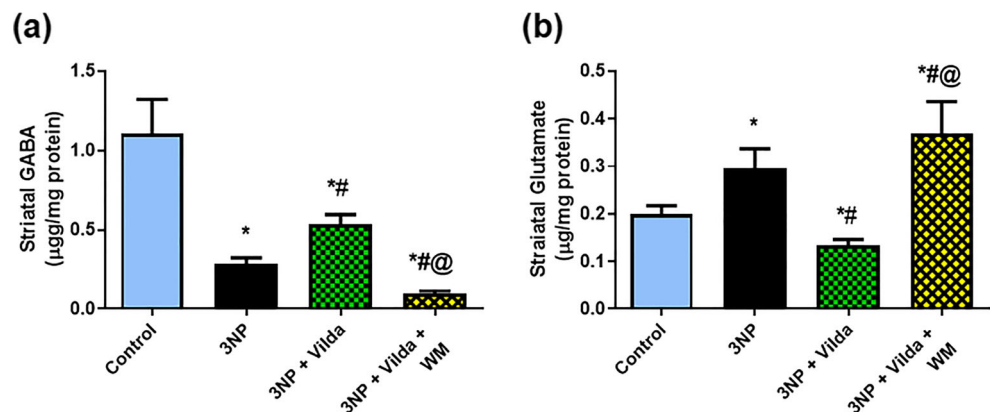 (a)
Striatal GABA
(µgg/mg protein)
1.5
1.0
0.5
0.0
*
*#
*#@
Control
3NP
3NP + Vilda
3NP + Vilda +
WM
(b)
Straiatal Glutamate
(µg/mg protein)
0.5
0.4
0.3
0.2
0.1
0.0
*
*#
*#@
Control
3NP
3NP + Vilda
3NP + Vilda +
WM